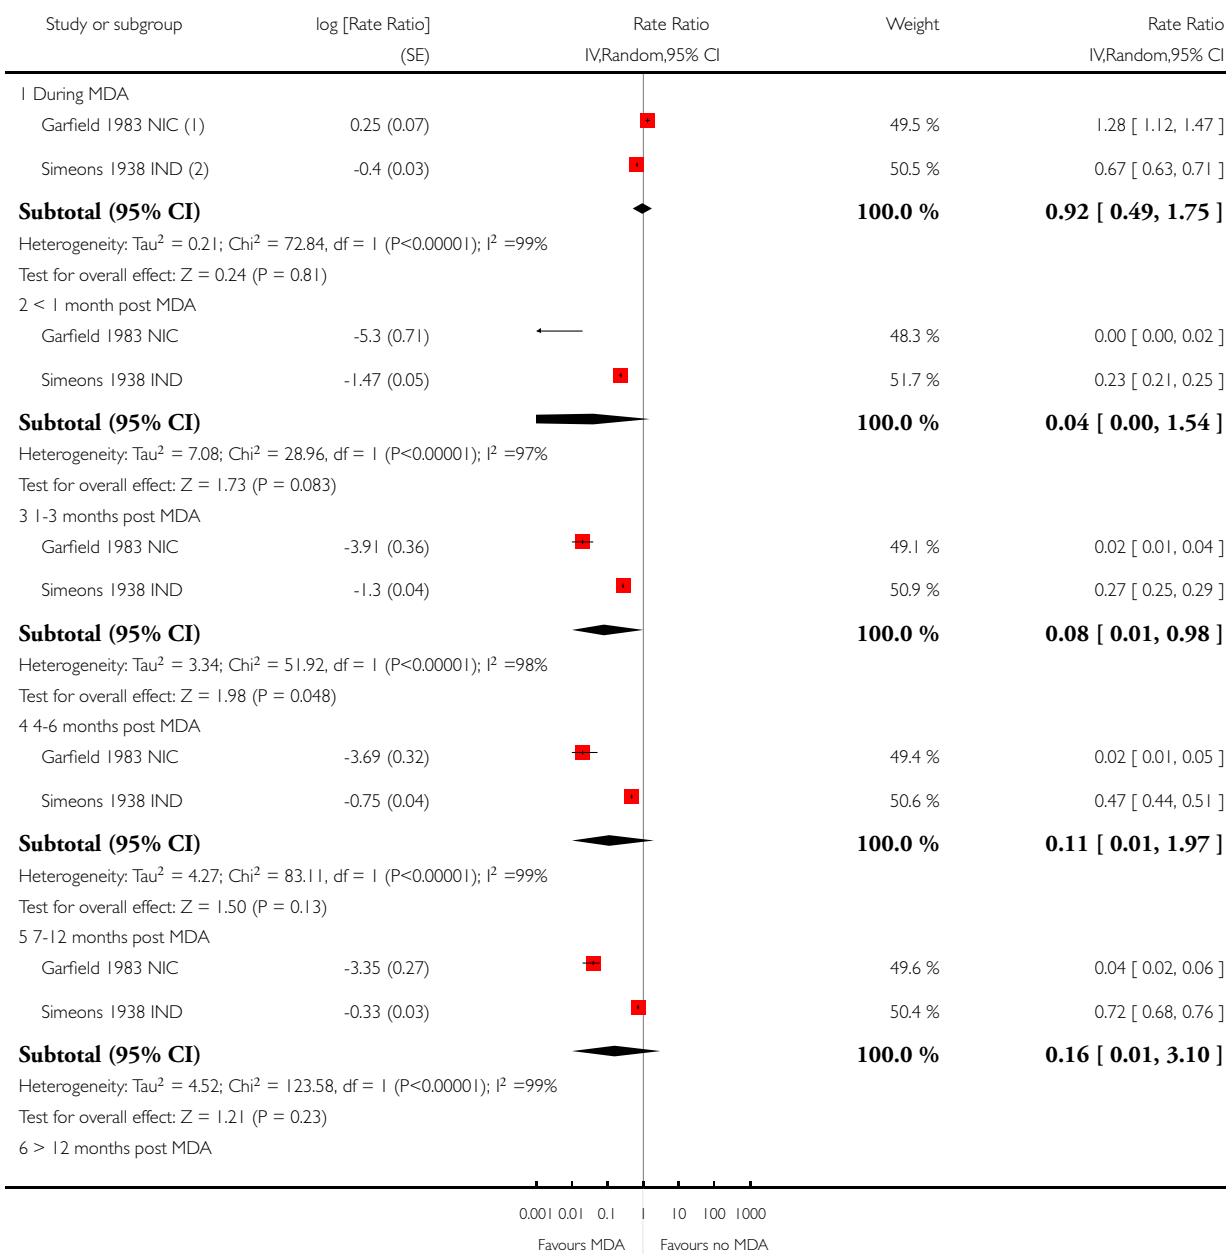 Study or subgroup log [Rate Ratio] Rate Ratio Weight Rate Ratio
(SE) IV,Random,95% CI IV,Random,95% CI
1 During MDA
Garfield 1983 NIC (1) 0.25 (0.07) 49.5 % 1.28 [ 1.12, 1.47 ]
Simeons 1938 IND (2) -0.4 (0.03) 50.5 % 0.67 [ 0.63, 0.71 ]
Subtotal (95% CI) 100.0 % 0.92 [ 0.49, 1.75 ]
Heterogeneity: Tau² = 0.21; Chi² = 72.84, df = 1 (P<0.00001); I² =99%
Test for overall effect: Z = 0.24 (P = 0.81)
2 < 1 month post MDA
Garfield 1983 NIC -5.3 (0.71) 48.3 % 0.00 [ 0.00, 0.02 ]
Simeons 1938 IND -1.47 (0.05) 51.7 % 0.23 [ 0.21, 0.25 ]
Subtotal (95% CI) 100.0 % 0.04 [ 0.00, 1.54 ]
Heterogeneity: Tau² = 7.08; Chi² = 28.96, df = 1 (P<0.00001); I² =97%
Test for overall effect: Z = 1.73 (P = 0.083)
3 1-3 months post MDA
Garfield 1983 NIC -3.91 (0.36) 49.1 % 0.02 [ 0.01, 0.04 ]
Simeons 1938 IND -1.3 (0.04) 50.9 % 0.27 [ 0.25, 0.29 ]
Subtotal (95% CI) 100.0 % 0.08 [ 0.01, 0.98 ]
Heterogeneity: Tau² = 3.34; Chi² = 51.92, df = 1 (P<0.00001); I² =98%
Test for overall effect: Z = 1.98 (P = 0.048)
4 4-6 months post MDA
Garfield 1983 NIC -3.69 (0.32) 49.4 % 0.02 [ 0.01, 0.05 ]
Simeons 1938 IND -0.75 (0.04) 50.6 % 0.47 [ 0.44, 0.51 ]
Subtotal (95% CI) 100.0 % 0.11 [ 0.01, 1.97 ]
Heterogeneity: Tau² = 4.27; Chi² = 83.11, df = 1 (P<0.00001); I² =99%
Test for overall effect: Z = 1.50 (P = 0.13)
5 7-12 months post MDA
Garfield 1983 NIC -3.35 (0.27) 49.6 % 0.04 [ 0.02, 0.06 ]
Simeons 1938 IND -0.33 (0.03) 50.4 % 0.72 [ 0.68, 0.76 ]
Subtotal (95% CI) 100.0 % 0.16 [ 0.01, 3.10 ]
Heterogeneity: Tau² = 4.52; Chi² = 123.58, df = 1 (P<0.00001); I² =99%
Test for overall effect: Z = 1.21 (P = 0.23)
6 > 12 months post MDA
0.001 0.01 0.1 1 10 100 1000
Favours MDA Favours no MDA